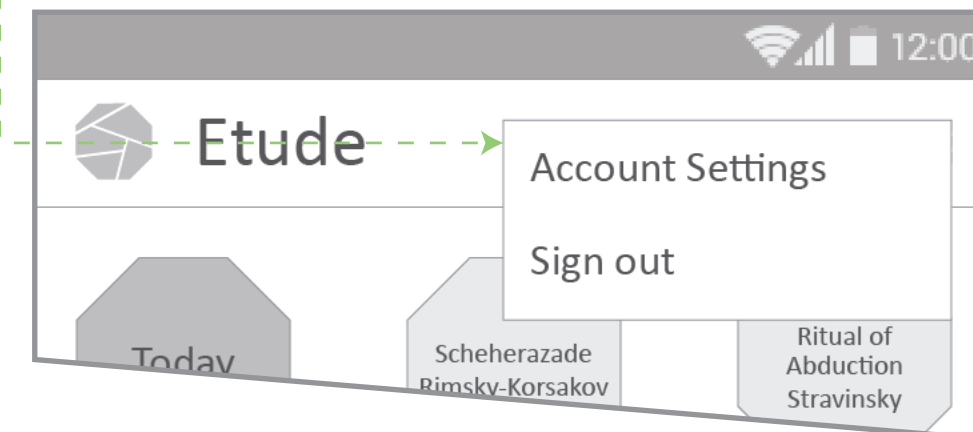 12:00
Etude
Account Settings
Sign out
Today
Scheherazade
Rimsky-Korsakov
Ritual of
Abduction
Stravinsky